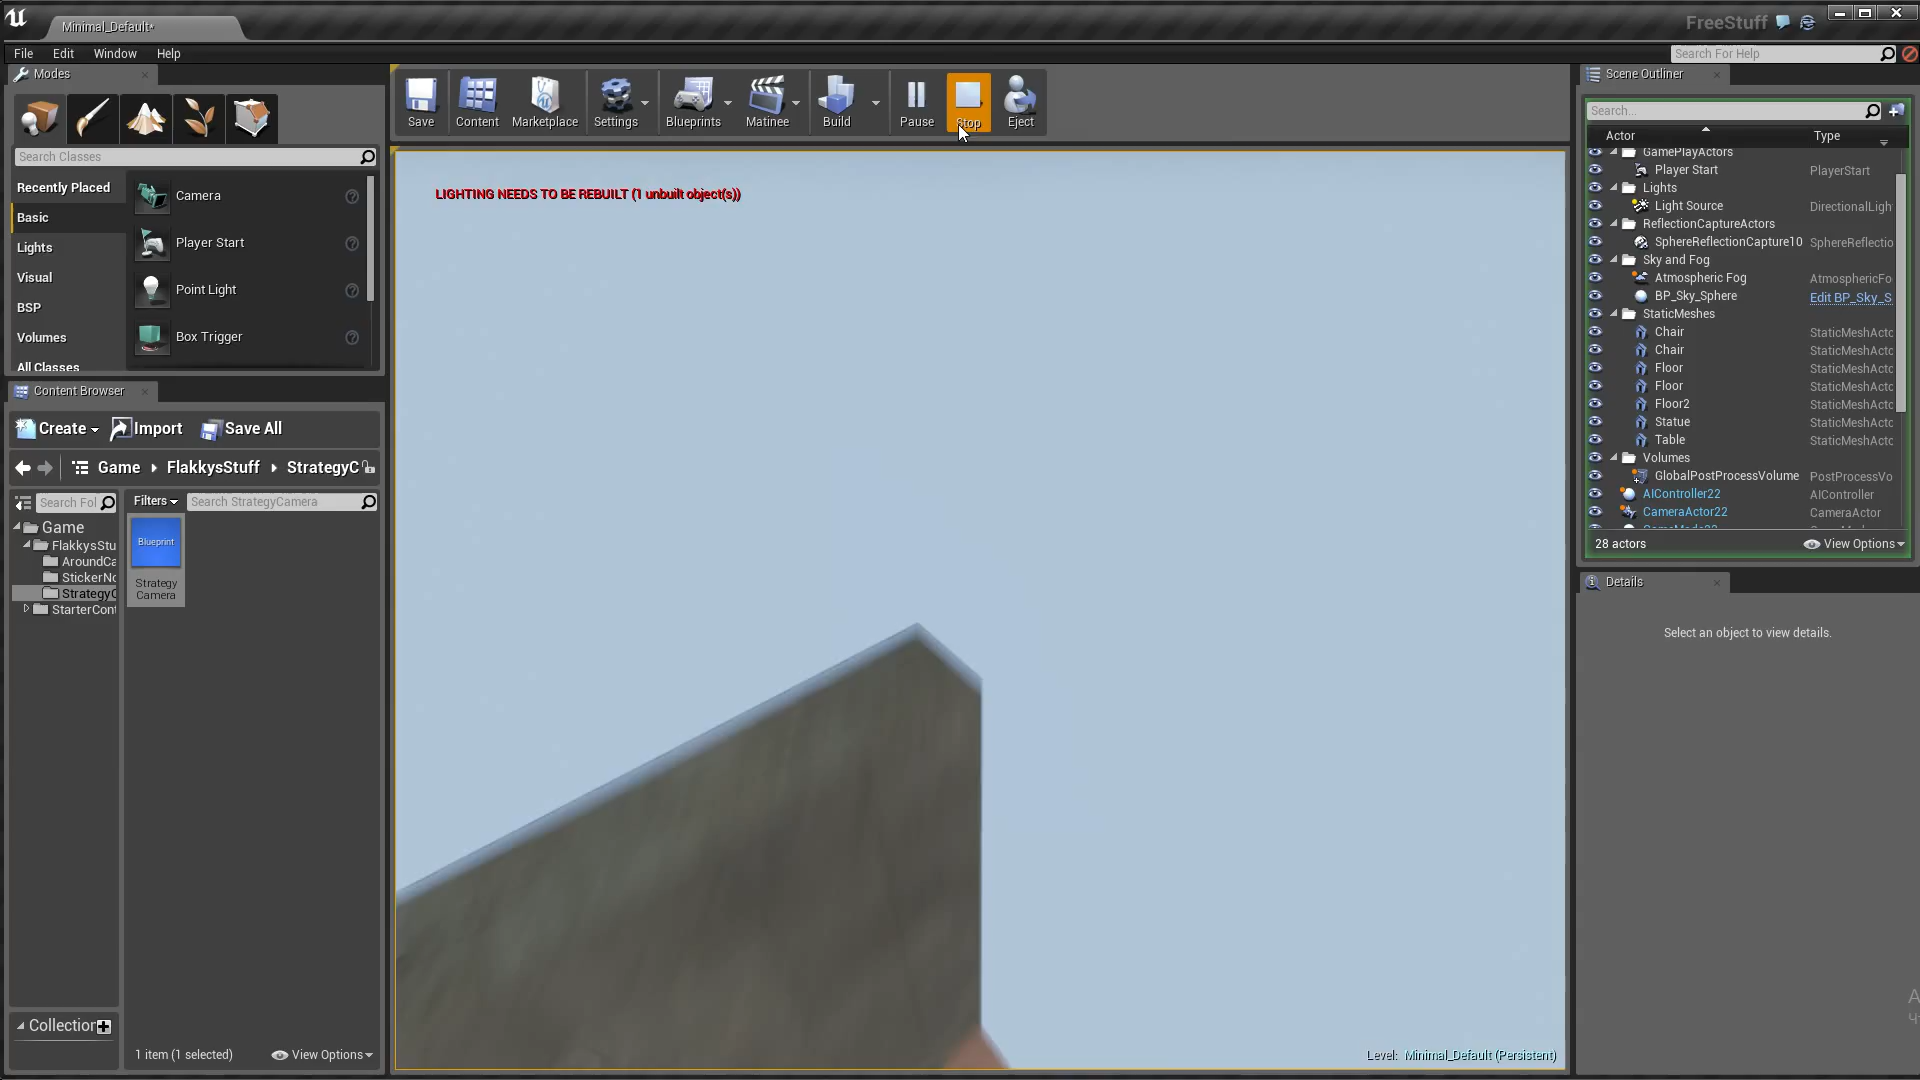 Minimal_Default*
FreeStuff
File Edit Window Help
Search For Help
Modes
Save Content Marketplace Settings Blueprints Matinee Build Pause Stop Eject
Search Classes
Recently Placed
Basic
Lights
Visual
BSP
Volumes
All Classes
Camera
Player Start
Point Light
Box Trigger
Content Browser
Create Import Save All
Game FlakkysStuff StrategyC
Search Fol
Filters Search StrategyCamera
Game
FlakkysStu
AroundCa
StickerNo
StrategyC
StarterCont
Blueprint
Strategy
Camera
Collection
1 item (1 selected) View Options
LIGHTING NEEDS TO BE REBUILT (1 unbuilt object(s))
Level: Minimal_Default (Persistent)
Scene Outliner
Search...
Actor Type
GamePlayActors
Player Start PlayerStart
Lights
Light Source DirectionalLigh
ReflectionCaptureActors
SphereReflectionCapture10 SphereReflectio
Sky and Fog
Atmospheric Fog AtmosphericFo
BP_Sky_Sphere Edit BP_Sky_S
StaticMeshes
Chair StaticMeshActo
Chair StaticMeshActo
Floor StaticMeshActo
Floor StaticMeshActo
Floor2 StaticMeshActo
Statue StaticMeshActo
Table StaticMeshActo
Volumes
GlobalPostProcessVolume PostProcessVo
AIController22 AIController
CameraActor22 CameraActor
28 actors View Options
Details
Select an object to view details.